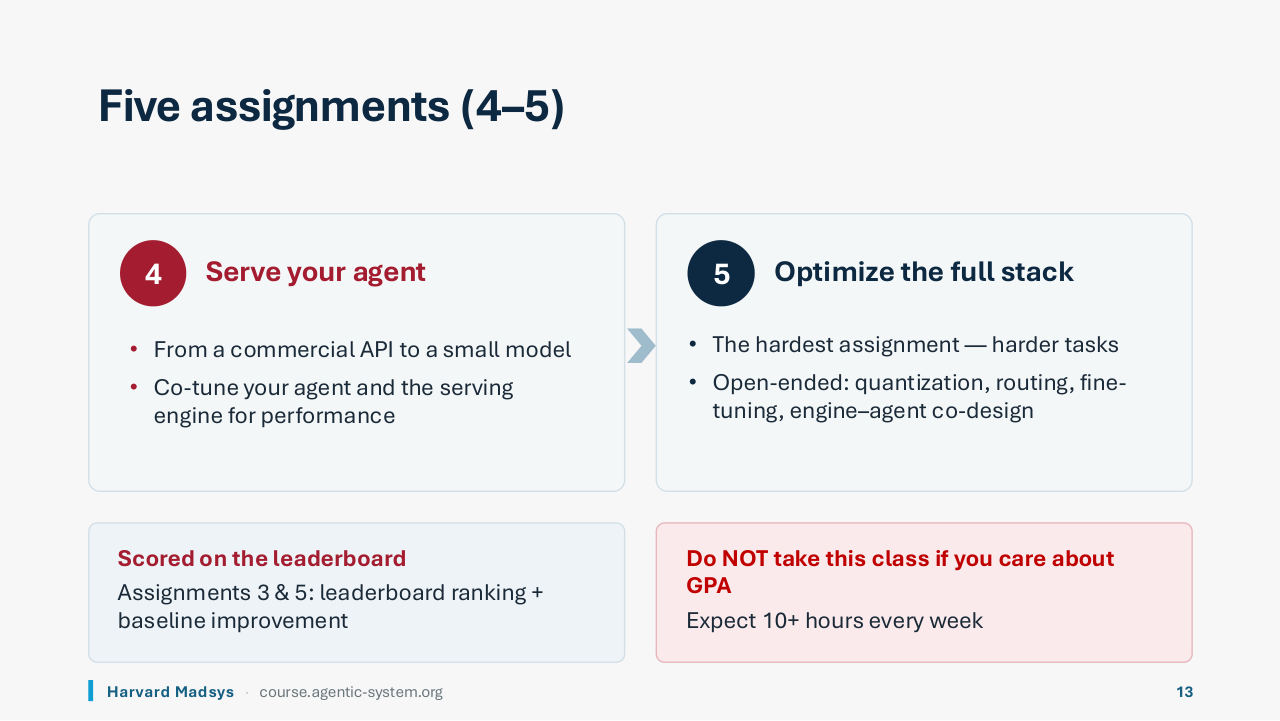 Five assignments (4–5)
4
Serve your agent
• From a commercial API to a small model
• Co-tune your agent and the serving
engine for performance
5
Optimize the full stack
• The hardest assignment — harder tasks
• Open-ended: quantization, routing, fine-
tuning, engine–agent co-design
Scored on the leaderboard
Assignments 3 & 5: leaderboard ranking +
baseline improvement
Do NOT take this class if you care about
GPA
Expect 10+ hours every week
Harvard Madsys · course.agentic-system.org
13